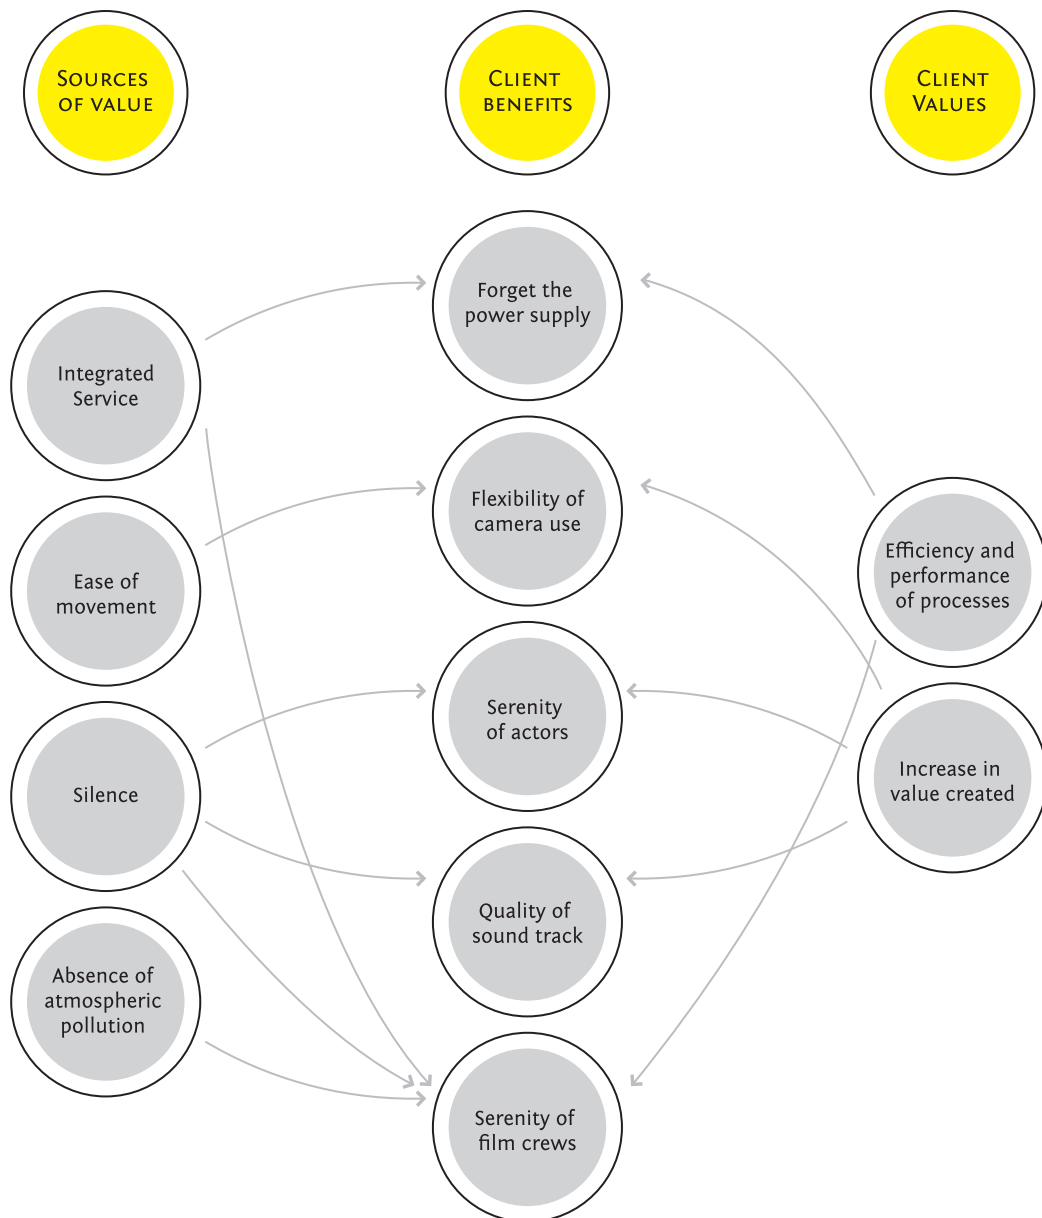 SOURCES
OF VALUE
CLIENT
BENEFITS
CLIENT
VALUES
Integrated
Service
Ease of
movement
Silence
Absence of
atmospheric
pollution
Forget the
power supply
Flexibility of
camera use
Serenity
of actors
Quality of
sound track
Serenity of
film crews
Efficiency and
performance
of processes
Increase in
value created